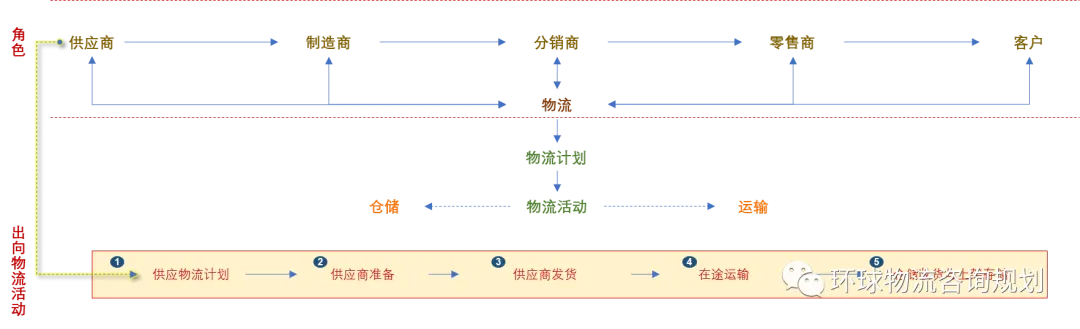 角色
供应商
制造商
分销商
零售商
客户
物流
物流计划
仓储
物流活动
运输
出向物流活动
1
供应物流计划
2
供应商准备
3
供应商发货
4
在途运输
5
环球物流咨询规划